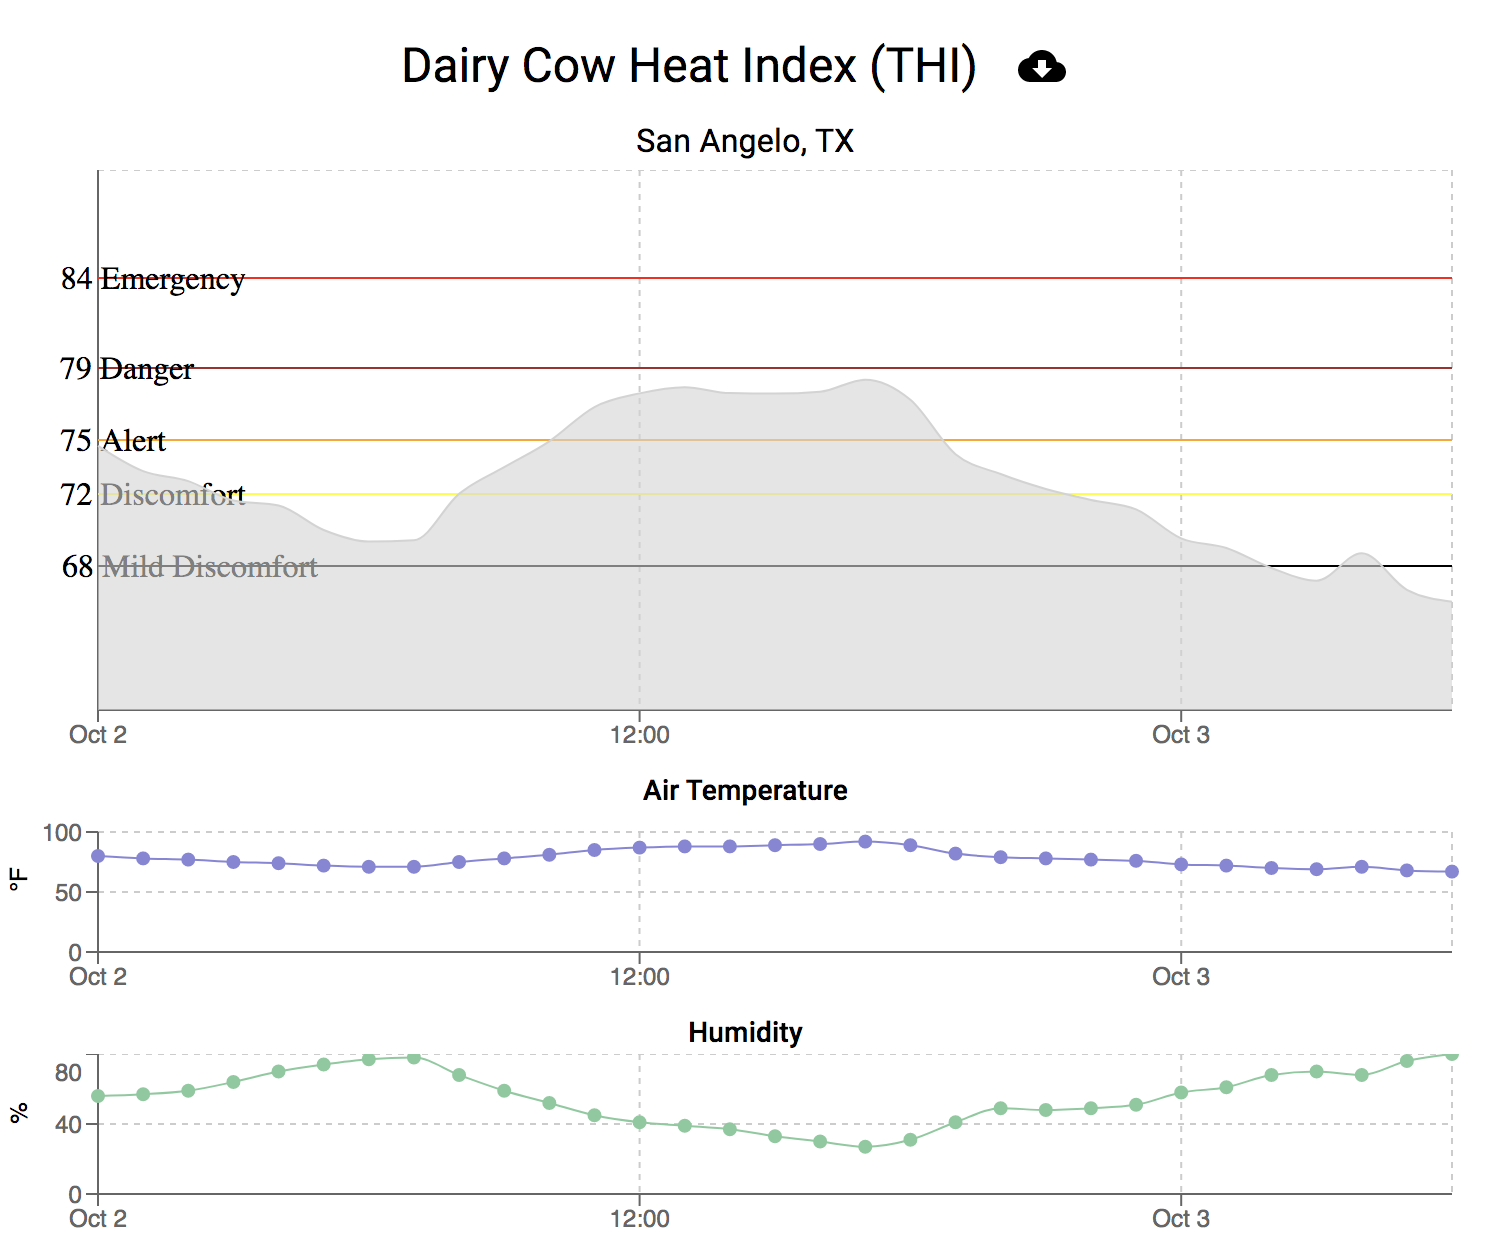 Dairy Cow Heat Index (THI)
San Angelo, TX
84 Emergency
79 Danger
75 Alert
72 Discomfort
68 Mild Discomfort
Oct 2 12:00 Oct 3
Air Temperature
100
°F
50
0
Oct 2 12:00 Oct 3
Humidity
80
%
40
0
Oct 2 12:00 Oct 3